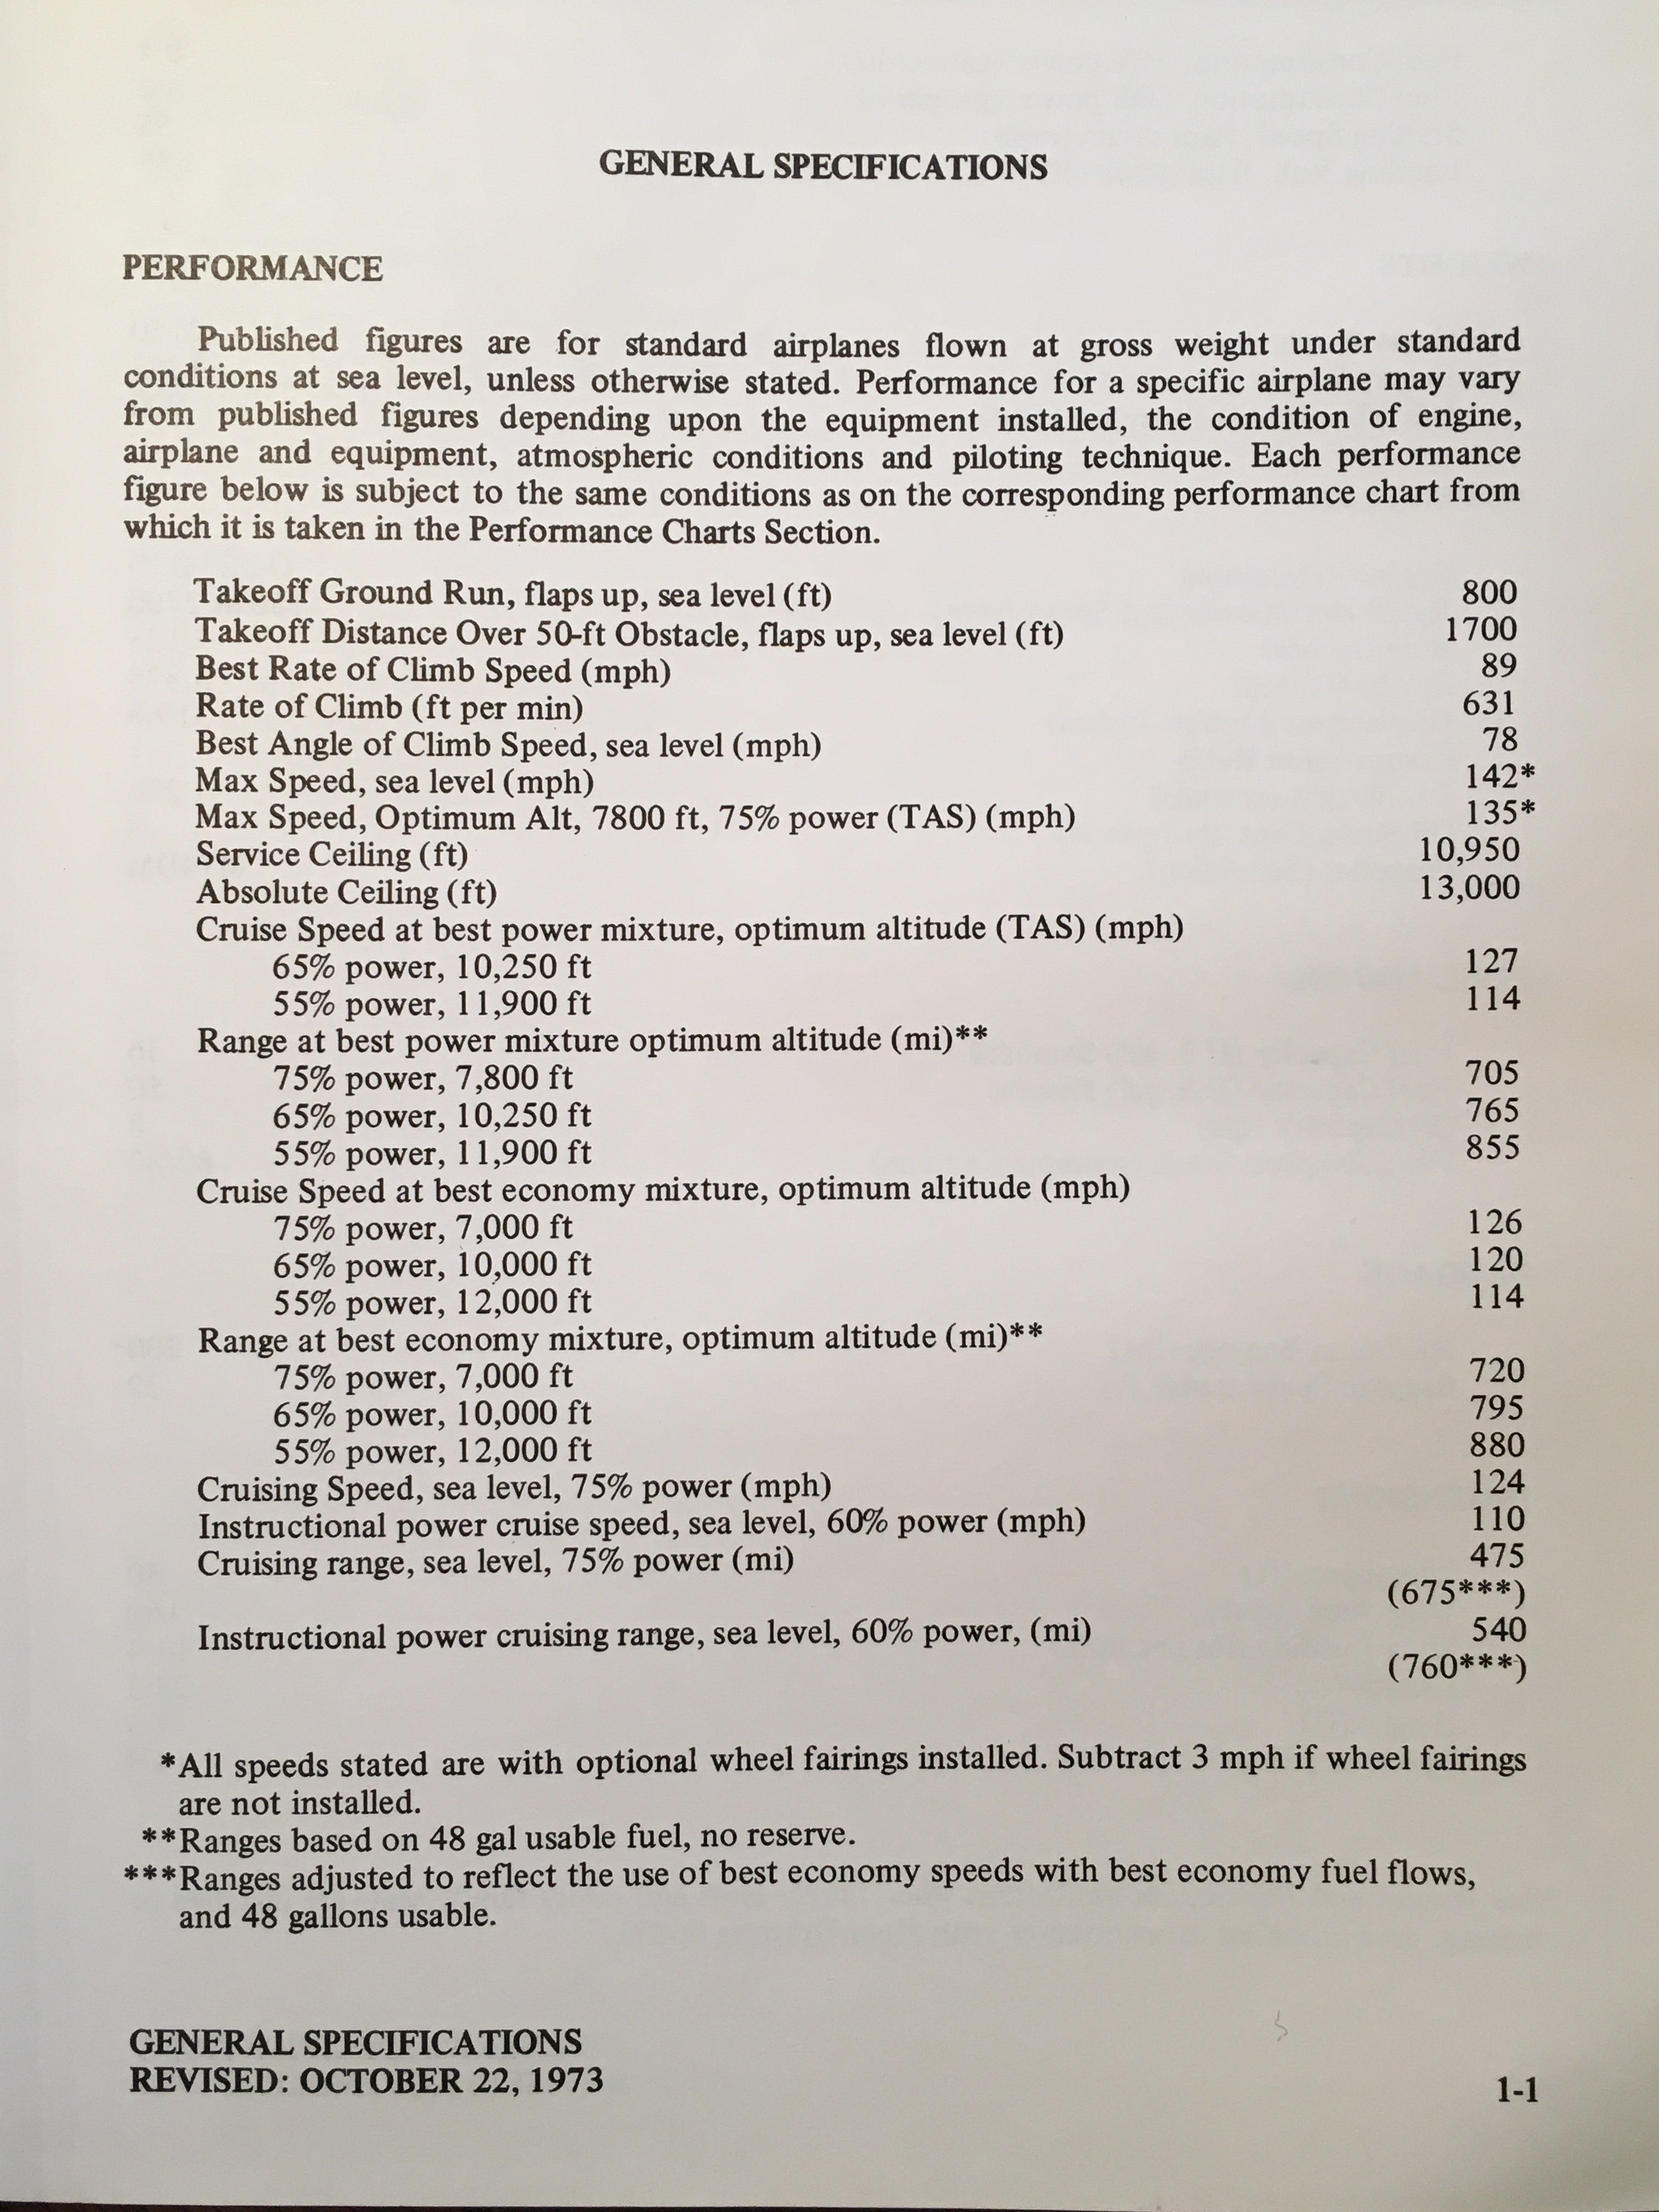 GENERAL SPECIFICATIONS
PERFORMANCE
Published figures are for standard airplanes flown at gross weight under standard
conditions at sea level, unless otherwise stated. Performance for a specific airplane may vary
from published figures depending upon the equipment installed, the condition of engine,
airplane and equipment, atmospheric conditions and piloting technique. Each performance
figure below is subject to the same conditions as on the corresponding performance chart from
which it is taken in the Performance Charts Section.
Takeoff Ground Run, flaps up, sea level (ft) 800
Takeoff Distance Over 50-ft Obstacle, flaps up, sea level (ft) 1700
Best Rate of Climb Speed (mph) 89
Rate of Climb (ft per min) 631
Best Angle of Climb Speed, sea level (mph) 78
Max Speed, sea level (mph) 142*
Max Speed, Optimum Alt, 7800 ft, 75% power (TAS) (mph) 135*
Service Ceiling (ft) 10,950
Absolute Ceiling (ft) 13,000
Cruise Speed at best power mixture, optimum altitude (TAS) (mph)
65% power, 10,250 ft 127
55% power, 11,900 ft 114
Range at best power mixture optimum altitude (mi)**
75% power, 7,800 ft 705
65% power, 10,250 ft 765
55% power, 11,900 ft 855
Cruise Speed at best economy mixture, optimum altitude (mph)
75% power, 7,000 ft 126
65% power, 10,000 ft 120
55% power, 12,000 ft 114
Range at best economy mixture, optimum altitude (mi)**
75% power, 7,000 ft 720
65% power, 10,000 ft 795
55% power, 12,000 ft 880
Cruising Speed, sea level, 75% power (mph) 124
Instructional power cruise speed, sea level, 60% power (mph) 110
Cruising range, sea level, 75% power (mi) 475
(675***)
Instructional power cruising range, sea level, 60% power, (mi) 540
(760***)
*All speeds stated are with optional wheel fairings installed. Subtract 3 mph if wheel fairings
are not installed.
**Ranges based on 48 gal usable fuel, no reserve.
***Ranges adjusted to reflect the use of best economy speeds with best economy fuel flows,
and 48 gallons usable.
GENERAL SPECIFICATIONS
REVISED: OCTOBER 22, 1973
1-1